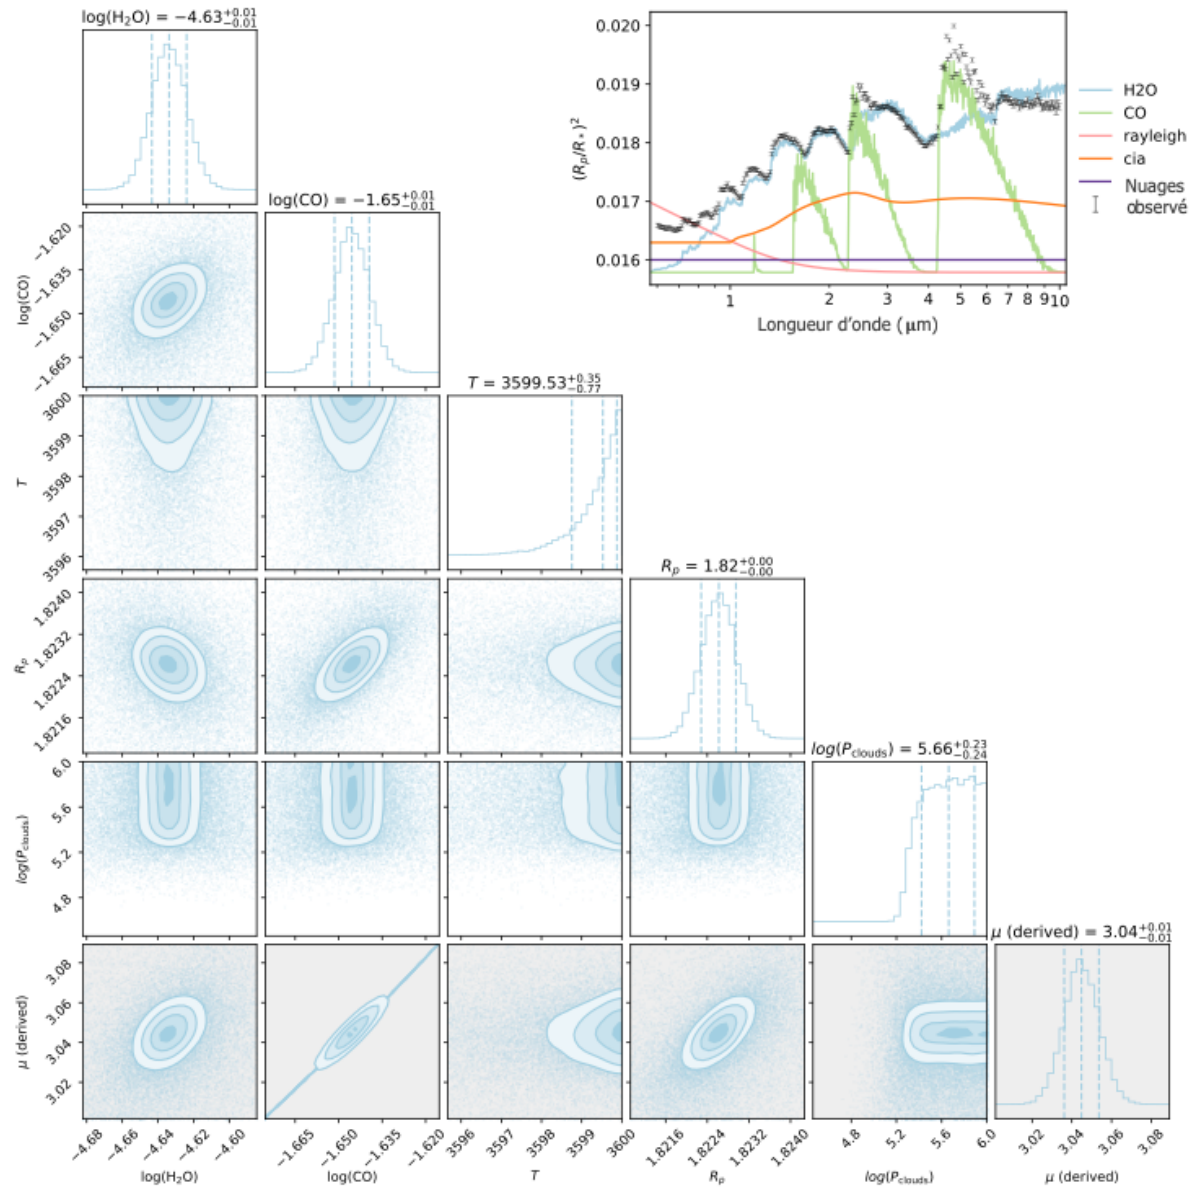 log(H₂O) = −4.63 +0.01 −0.01
0.020
0.019
0.018
0.017
0.016
(Rp/R*)²
1 2 3 4 5 6 7 8 9 10
Longueur d'onde (μm)
H2O
CO
rayleigh
cia
Nuages
observé
log(CO) = −1.65 +0.01 −0.01
log(CO)
−1.620
−1.635
−1.650
−1.665
T = 3599.53 +0.35 −0.77
T
3600
3599
3598
3597
3596
Rp = 1.82 +0.00 −0.00
Rp
1.8240
1.8232
1.8224
1.8216
log(Pclouds) = 5.66 +0.23 −0.24
log(Pclouds)
6.0
5.6
5.2
4.8
μ (derived) = 3.04 +0.01 −0.01
μ (derived)
3.08
3.06
3.04
3.02
−4.68 −4.66 −4.64 −4.62 −4.60
−1.665 −1.650 −1.635 −1.620
3596 3597 3598 3599 3600
1.8216 1.8224 1.8232 1.8240
4.8 5.2 5.6 6.0
3.02 3.04 3.06 3.08
log(H₂O) log(CO) T Rp log(Pclouds) μ (derived)